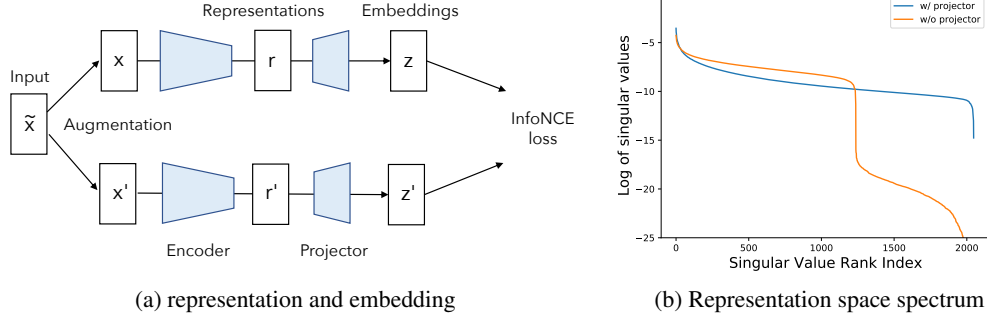 Representations
Embeddings
Input
x
r
z
x̃
Augmentation
InfoNCE
loss
x'
r'
z'
Encoder
Projector
(a) representation and embedding
w/ projector
w/o projector
Log of singular values
−5
−10
−15
−20
−25
0
500
1000
1500
2000
Singular Value Rank Index
(b) Representation space spectrum